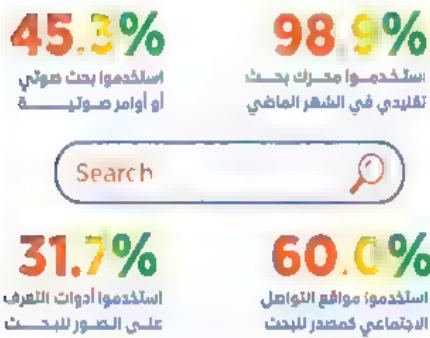 98.9%
استخدموا محرك بحث
تقليدي في الشهر الماضي
45.3%
استخدموا بحث صوتي
أو أوامر صوتية
Search
60.0%
استخدموا مواقع التواصل
الاجتماعي كمصدر للبحث
31.7%
استخدموا أدوات التعرف
على الصور للبحث